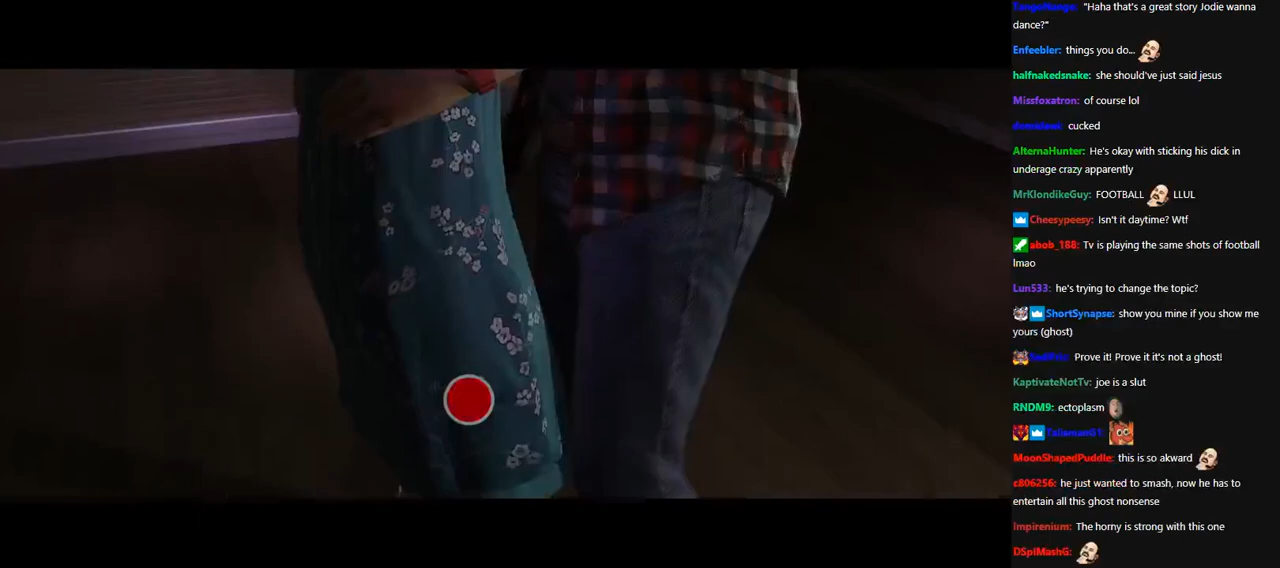 "Haha that's a great story Jodie wanna
dance?"
Enfeebler: things you do...
halfnakedsnake: she should've just said jesus
Missfoxatron: of course lol
cucked
AlternaHunter: He's okay with sticking his dick in
underage crazy apparently
MrKlondikeGuy: FOOTBALL LLUL
Cheesypeesy: Isn't it daytime? Wtf
abob_188: Tv is playing the same shots of football
lmao
Lun533: he's trying to change the topic?
ShortSynapse: show you mine if you show me
yours (ghost)
Prove it! Prove it it's not a ghost!
KaptivateNotTv: joe is a slut
RNDM9: ectoplasm
MoonShapedPuddle: this is so akward
c806256: he just wanted to smash, now he has to
entertain all this ghost nonsense
Impirenium: The horny is strong with this one
DSplMashG: